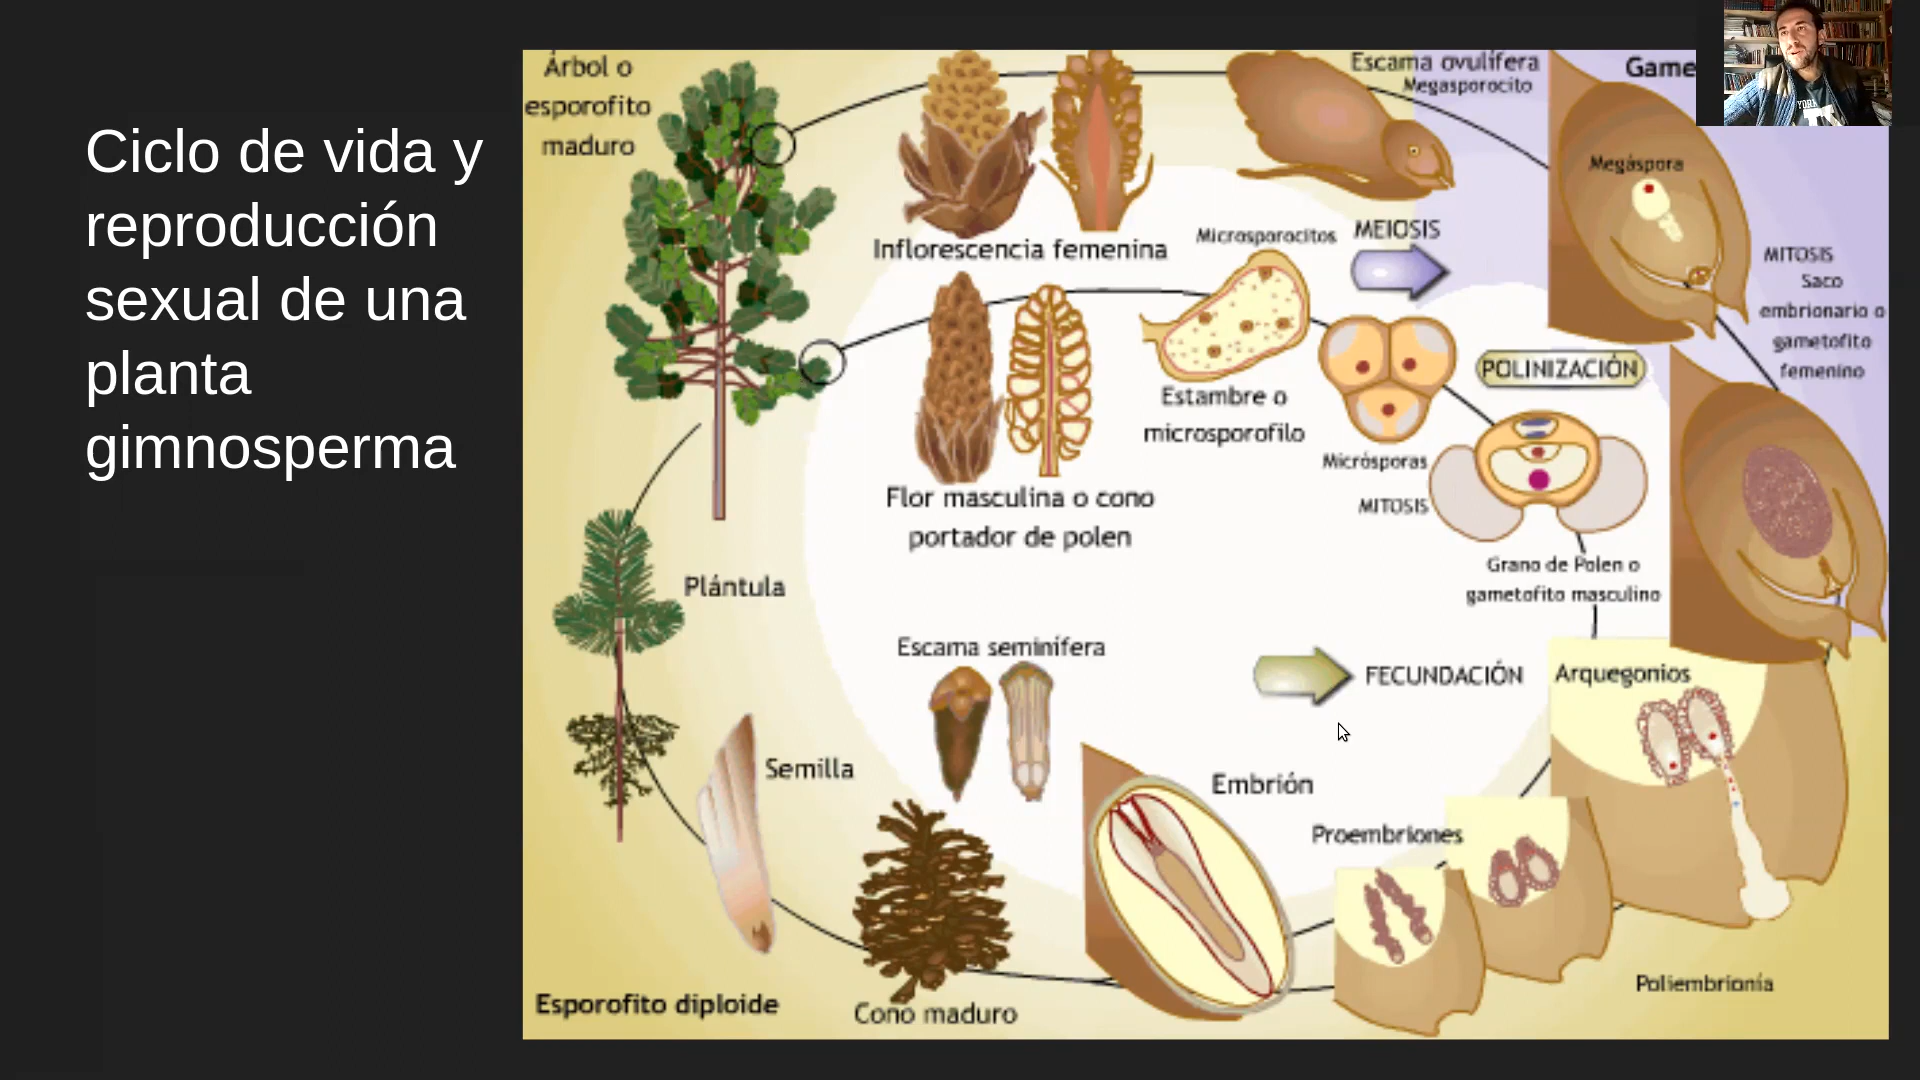 Ciclo de vida y
reproducción
sexual de una
planta
gimnosperma
Árbol o
esporofito
maduro
Inflorescencia femenina
Escama ovulífera
Megasporocito
Game
Megáspora
MITOSIS
Saco
embrionario o
gametofito
femenino
Microsporocitos
MEIOSIS
Estambre o
microsporofilo
POLINIZACIÓN
Micrósporas
MITOSIS
Flor masculina o cono
portador de polen
Grano de Polen o
gametofito masculino
Plántula
Escama seminífera
FECUNDACIÓN
Arquegonios
Semilla
Embrión
Proembriones
Poliembrionía
Esporofito diploide
Cono maduro
YORK